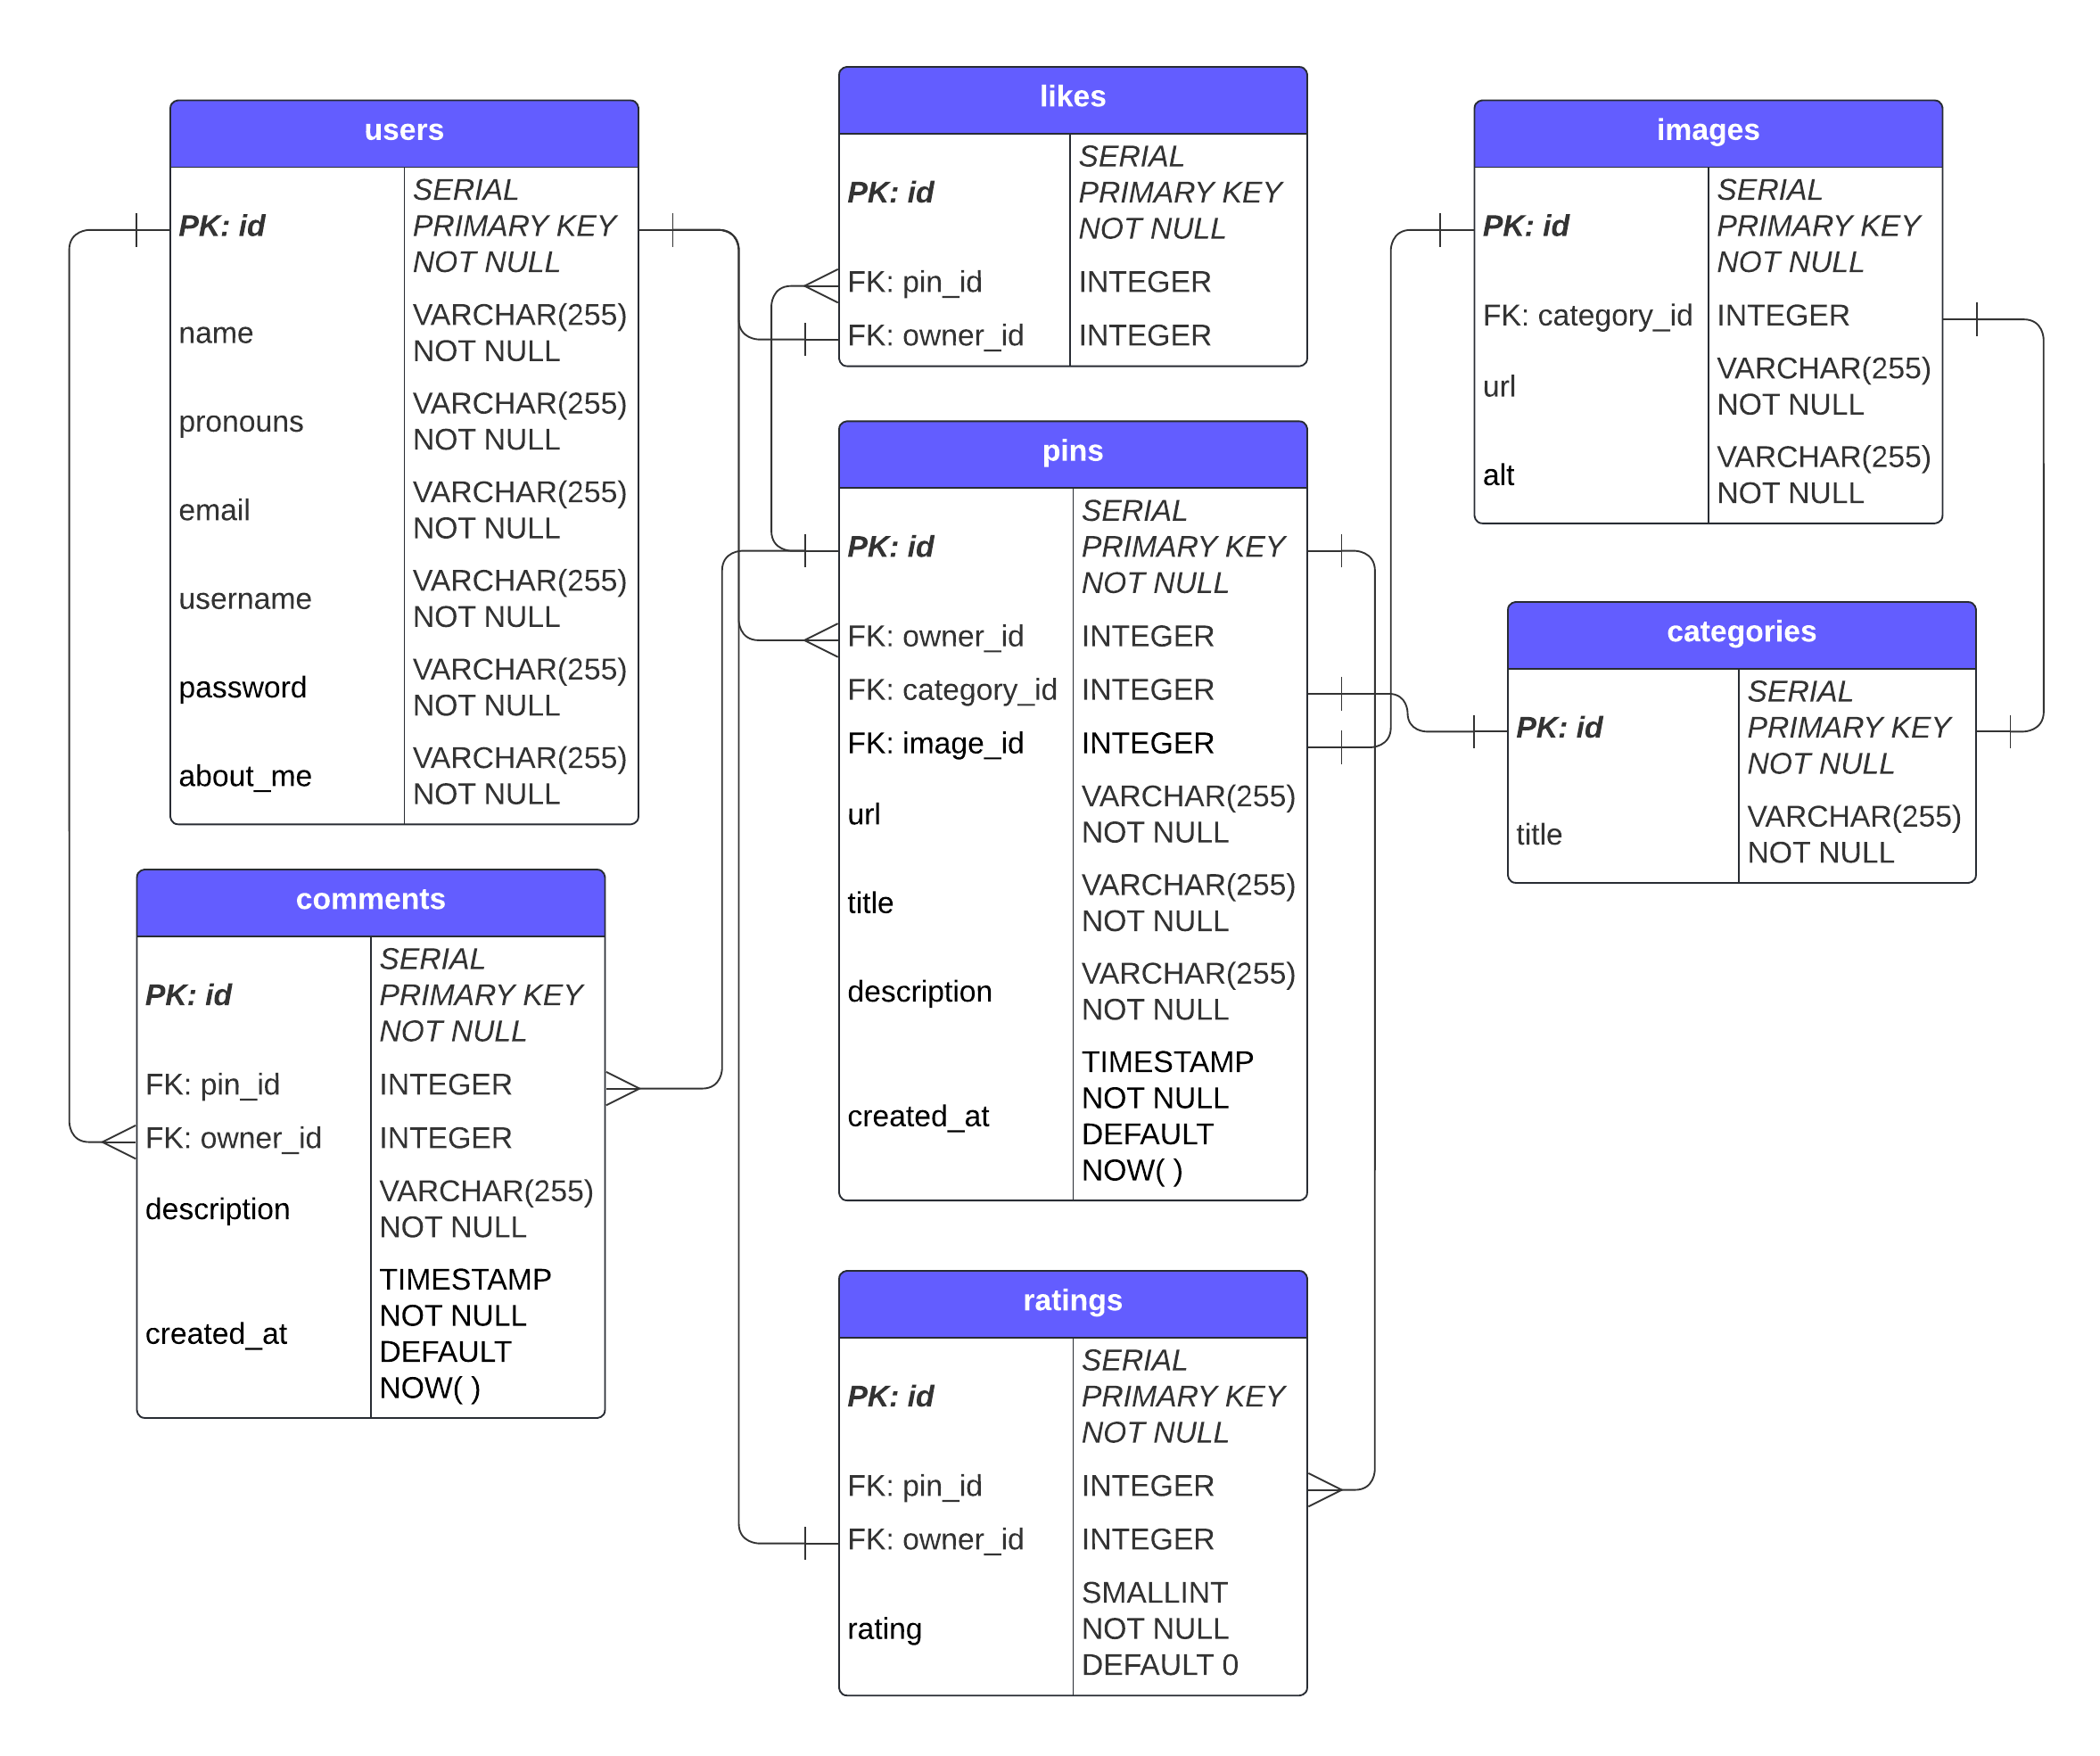 users
PK: id
SERIAL
PRIMARY KEY
NOT NULL
name
VARCHAR(255)
NOT NULL
pronouns
VARCHAR(255)
NOT NULL
email
VARCHAR(255)
NOT NULL
username
VARCHAR(255)
NOT NULL
password
VARCHAR(255)
NOT NULL
about_me
VARCHAR(255)
NOT NULL
comments
PK: id
SERIAL
PRIMARY KEY
NOT NULL
FK: pin_id
INTEGER
FK: owner_id
INTEGER
description
VARCHAR(255)
NOT NULL
created_at
TIMESTAMP
NOT NULL
DEFAULT
NOW( )
likes
PK: id
SERIAL
PRIMARY KEY
NOT NULL
FK: pin_id
INTEGER
FK: owner_id
INTEGER
pins
PK: id
SERIAL
PRIMARY KEY
NOT NULL
FK: owner_id
INTEGER
FK: category_id
INTEGER
FK: image_id
INTEGER
url
VARCHAR(255)
NOT NULL
title
VARCHAR(255)
NOT NULL
description
VARCHAR(255)
NOT NULL
created_at
TIMESTAMP
NOT NULL
DEFAULT
NOW( )
ratings
PK: id
SERIAL
PRIMARY KEY
NOT NULL
FK: pin_id
INTEGER
FK: owner_id
INTEGER
rating
SMALLINT
NOT NULL
DEFAULT 0
images
PK: id
SERIAL
PRIMARY KEY
NOT NULL
FK: category_id
INTEGER
url
VARCHAR(255)
NOT NULL
alt
VARCHAR(255)
NOT NULL
categories
PK: id
SERIAL
PRIMARY KEY
NOT NULL
title
VARCHAR(255)
NOT NULL